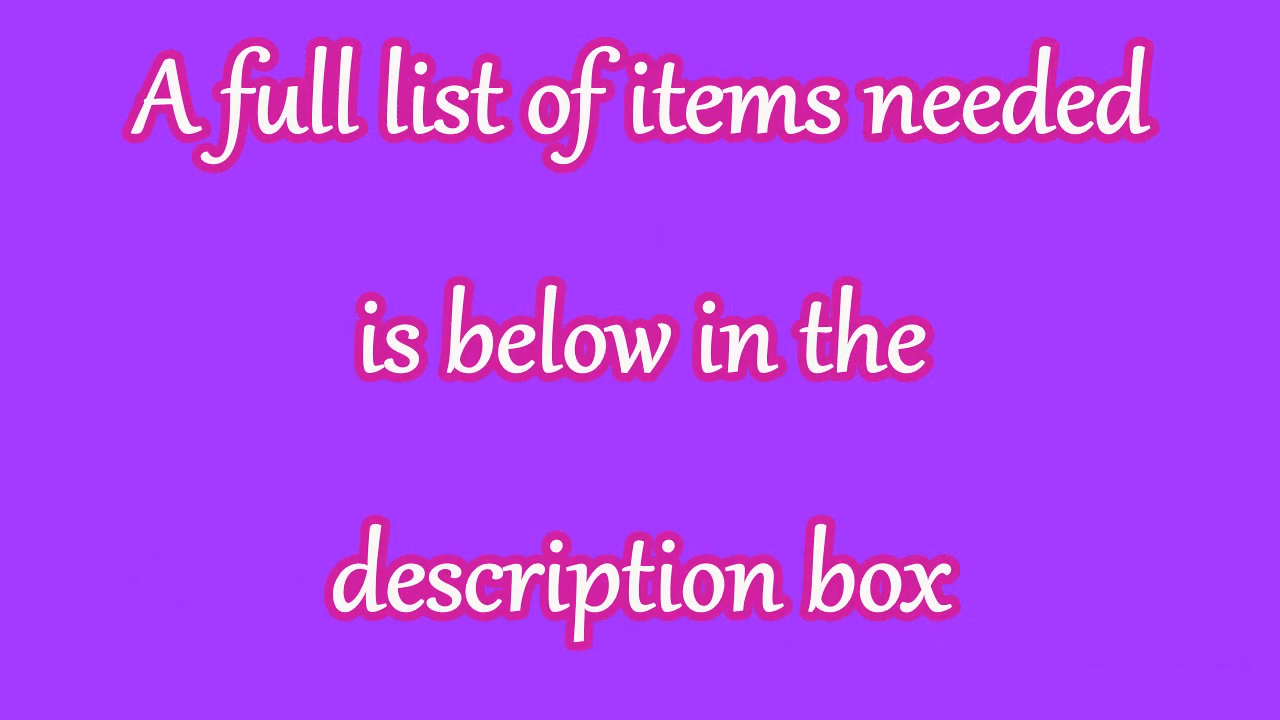 A full list of items needed
is below in the
description box